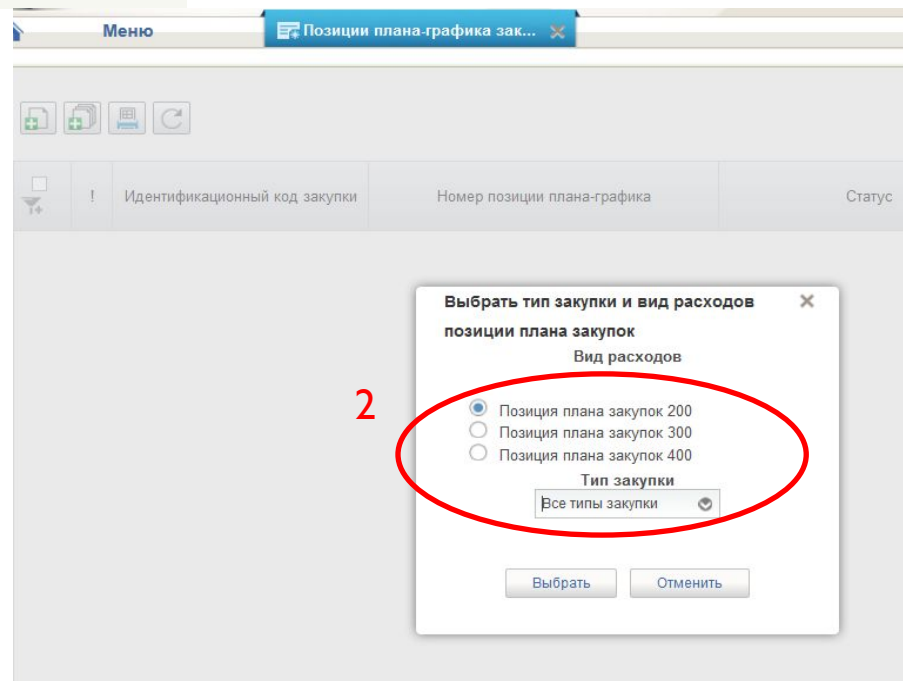 Меню
Позиции плана-графика зак...
! Идентификационный код закупки Номер позиции плана-графика Статус
Выбрать тип закупки и вид расходов
позиции плана закупок
Вид расходов
2
Позиция плана закупок 200
Позиция плана закупок 300
Позиция плана закупок 400
Тип закупки
Все типы закупки
Выбрать Отменить